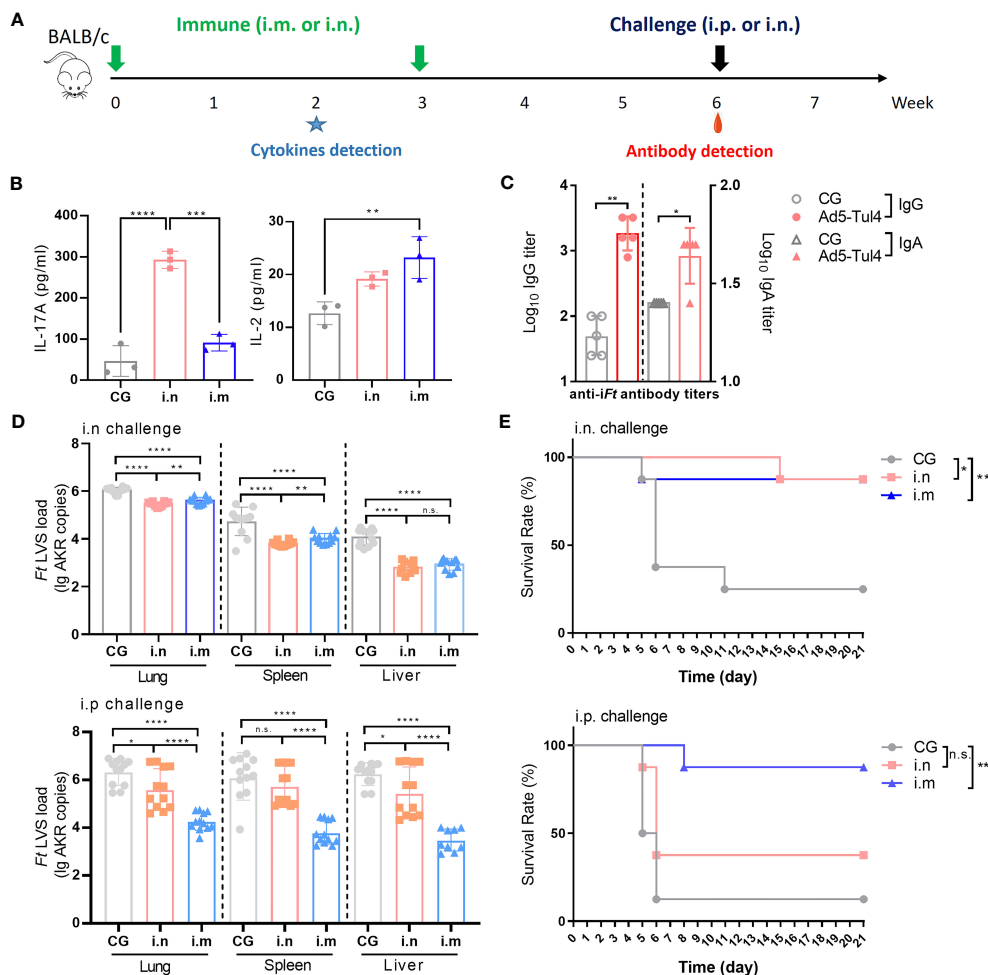 A
BALB/c
Immune (i.m. or i.n.)
Challenge (i.p. or i.n.)
0 1 2 3 4 5 6 7 Week
Cytokines detection
Antibody detection
B
IL-17A (pg/ml)
400
300
200
100
0
**** ***
CG i.n i.m
IL-2 (pg/ml)
30
20
10
0
**
CG i.n i.m
C
Log10 IgG titer
4
3
2
1
** *
2.0
1.5
1.0
Log10 IgA titer
anti-iFt antibody titers
CG
Ad5-Tul4
IgG
CG
Ad5-Tul4
IgA
D
i.n challenge
Ft LVS load
(lg AKR copies)
8
6
4
2
0
**** **** ****
**** ** **** ** **** n.s.
CG i.n i.m CG i.n i.m CG i.n i.m
Lung Spleen Liver
i.p challenge
Ft LVS load
(lg AKR copies)
8
6
4
2
0
**** **** ****
* **** n.s. **** * ****
CG i.n i.m CG i.n i.m CG i.n i.m
Lung Spleen Liver
E
i.n. challenge
Survival Rate (%)
100
50
0
0 1 2 3 4 5 6 7 8 9 10 11 12 13 14 15 16 17 18 19 20 21
Time (day)
CG
i.n
i.m
*
**
i.p. challenge
Survival Rate (%)
100
50
0
0 1 2 3 4 5 6 7 8 9 10 11 12 13 14 15 16 17 18 19 20 21
Time (day)
CG
i.n
i.m
n.s.
**